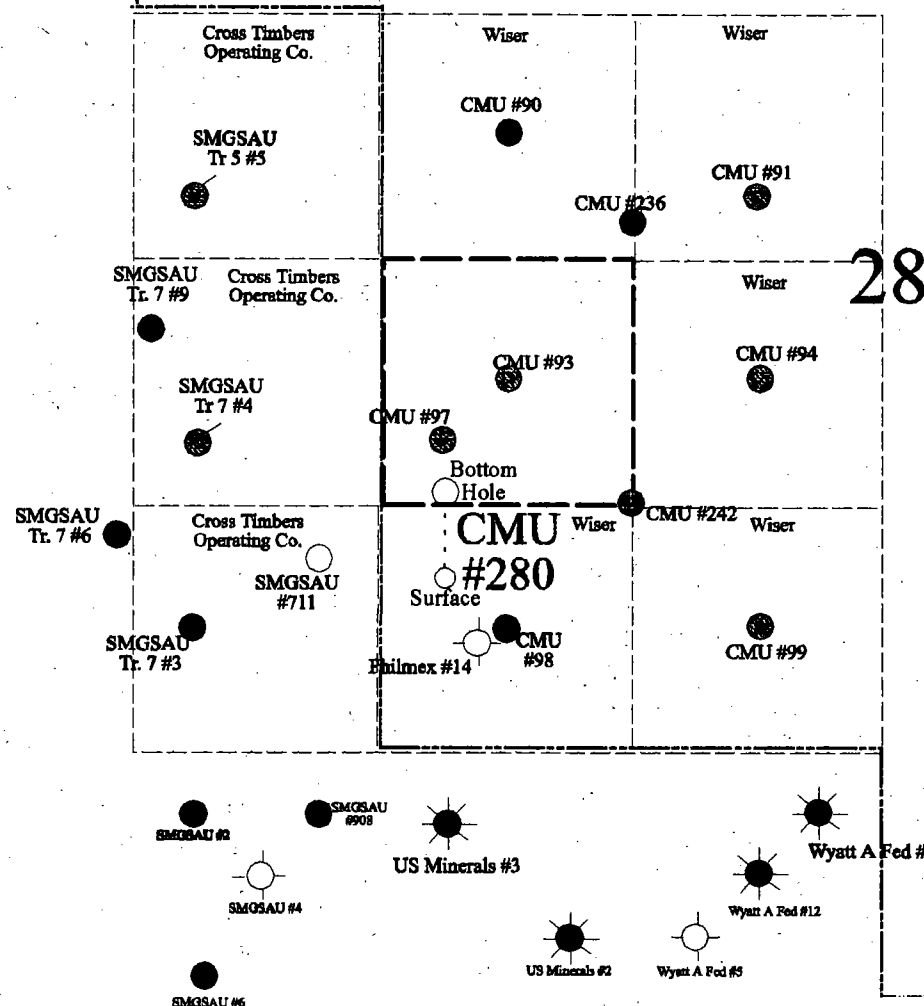 Cross Timbers
Operating Co.
Wiser
Wiser
CMU #90
SMGSAU
Tr 5 #5
CMU #91
CMU #236
SMGSAU
Tr. 7 #9
Cross Timbers
Operating Co.
Wiser
28
CMU #93
CMU #94
SMGSAU
Tr 7 #4
CMU #97
Bottom
Hole
SMGSAU
Tr. 7 #6
Cross Timbers
Operating Co.
CMU
#280
Wiser
CMU #242
Wiser
SMGSAU
#711
Surface
SMGSAU
Tr. 7 #3
Philmex #14
CMU
#98
CMU #99
SMGSAU #2
SMGSAU
#908
US Minerals #3
Wyatt A Fed #
SMGSAU #4
Wyatt A Fed #12
US Minerals #2
Wyatt A Fed #5
SMGSAU #6